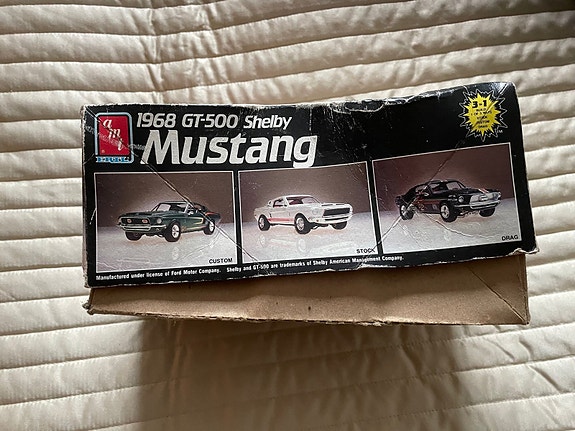 amt
ERTL
1968 GT-500 Shelby
Mustang
3 in 1
CUSTOM
STOCK
DRAG
Manufactured under license of Ford Motor Company. Shelby and GT-500 are trademarks of Shelby American Management Company.